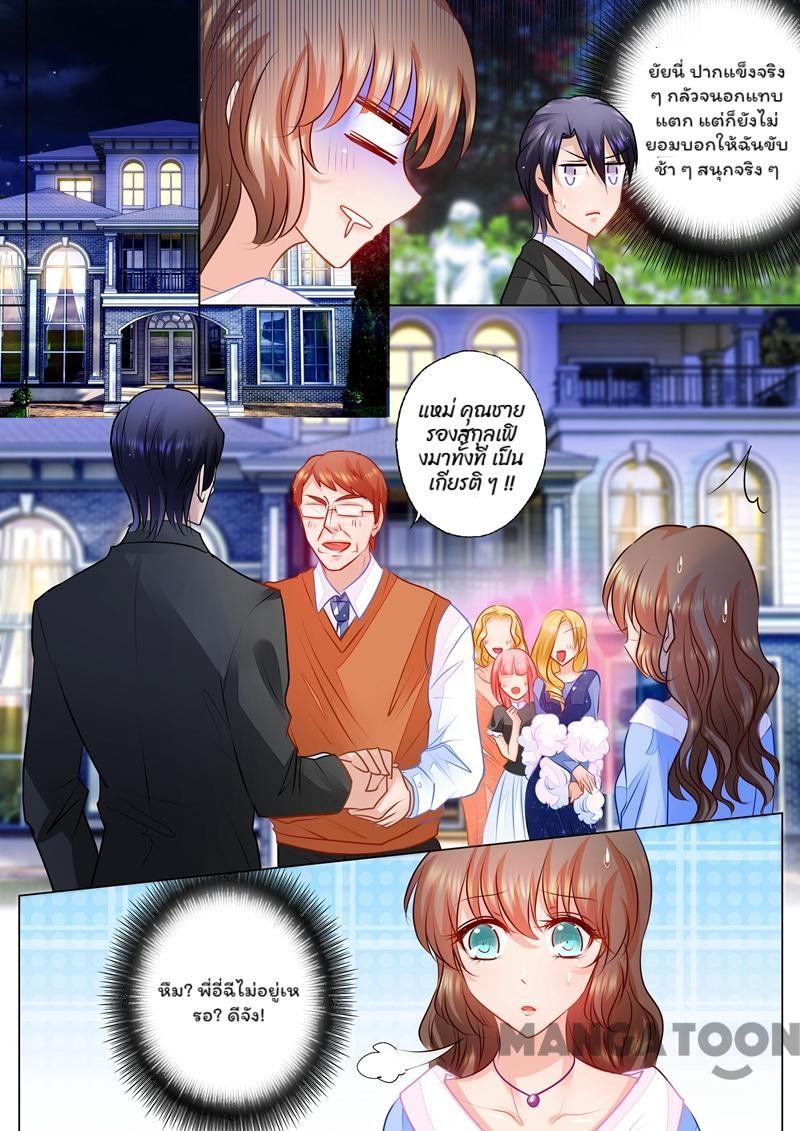 ยัยนี่ ปากแข็งจริง
ๆ กลัวจนอกแทบ
แตก แต่ก็ยังไม่
ยอมบอกให้ฉันขับ
ช้า ๆ สนุกจริง ๆ
แหม่ คุณชาย
รองสกุลเฟิ
งมาทั้งที เป็น
เกียรติ ๆ !!
หึม? พี่อี่ฉีไม่อยู่เห
รอ? ดีจัง!
MANGATOON